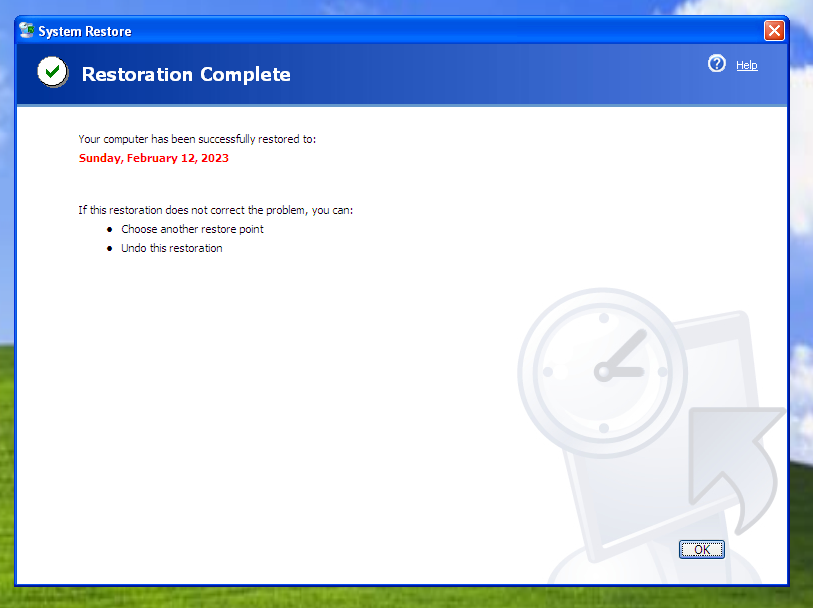 System Restore
Restoration Complete
Help
Your computer has been successfully restored to:
Sunday, February 12, 2023
If this restoration does not correct the problem, you can:
• Choose another restore point
• Undo this restoration
OK